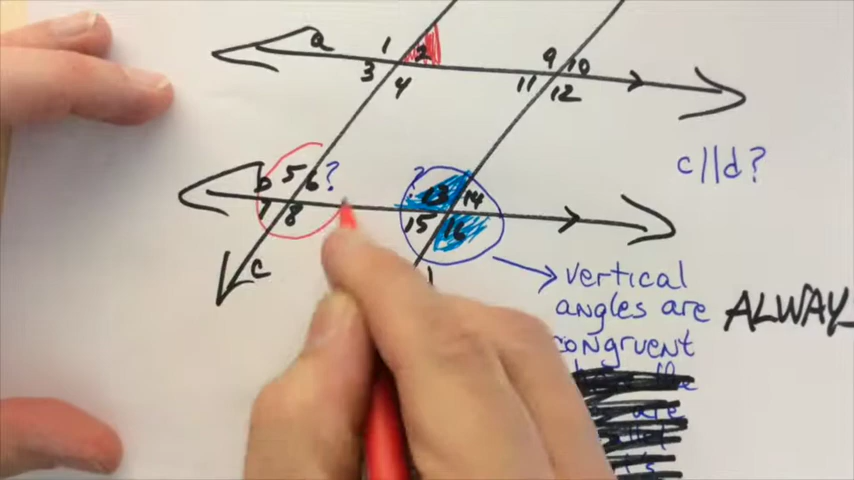 a
1 2
3 4
9 10
11 12
c||d?
b 5 6 ?
7 8
? 13 14
15 16
c
vertical
angles are
ALWAY
congruent